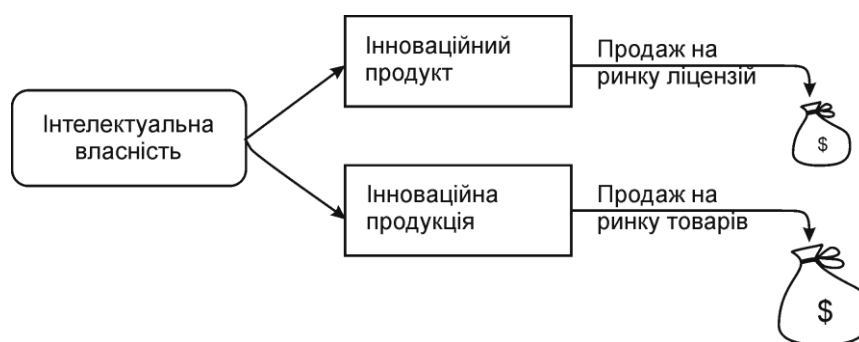 Інтелектуальна
власність
Інноваційний
продукт
Продаж на
ринку ліцензій
$
Інноваційна
продукція
Продаж на
ринку товарів
$